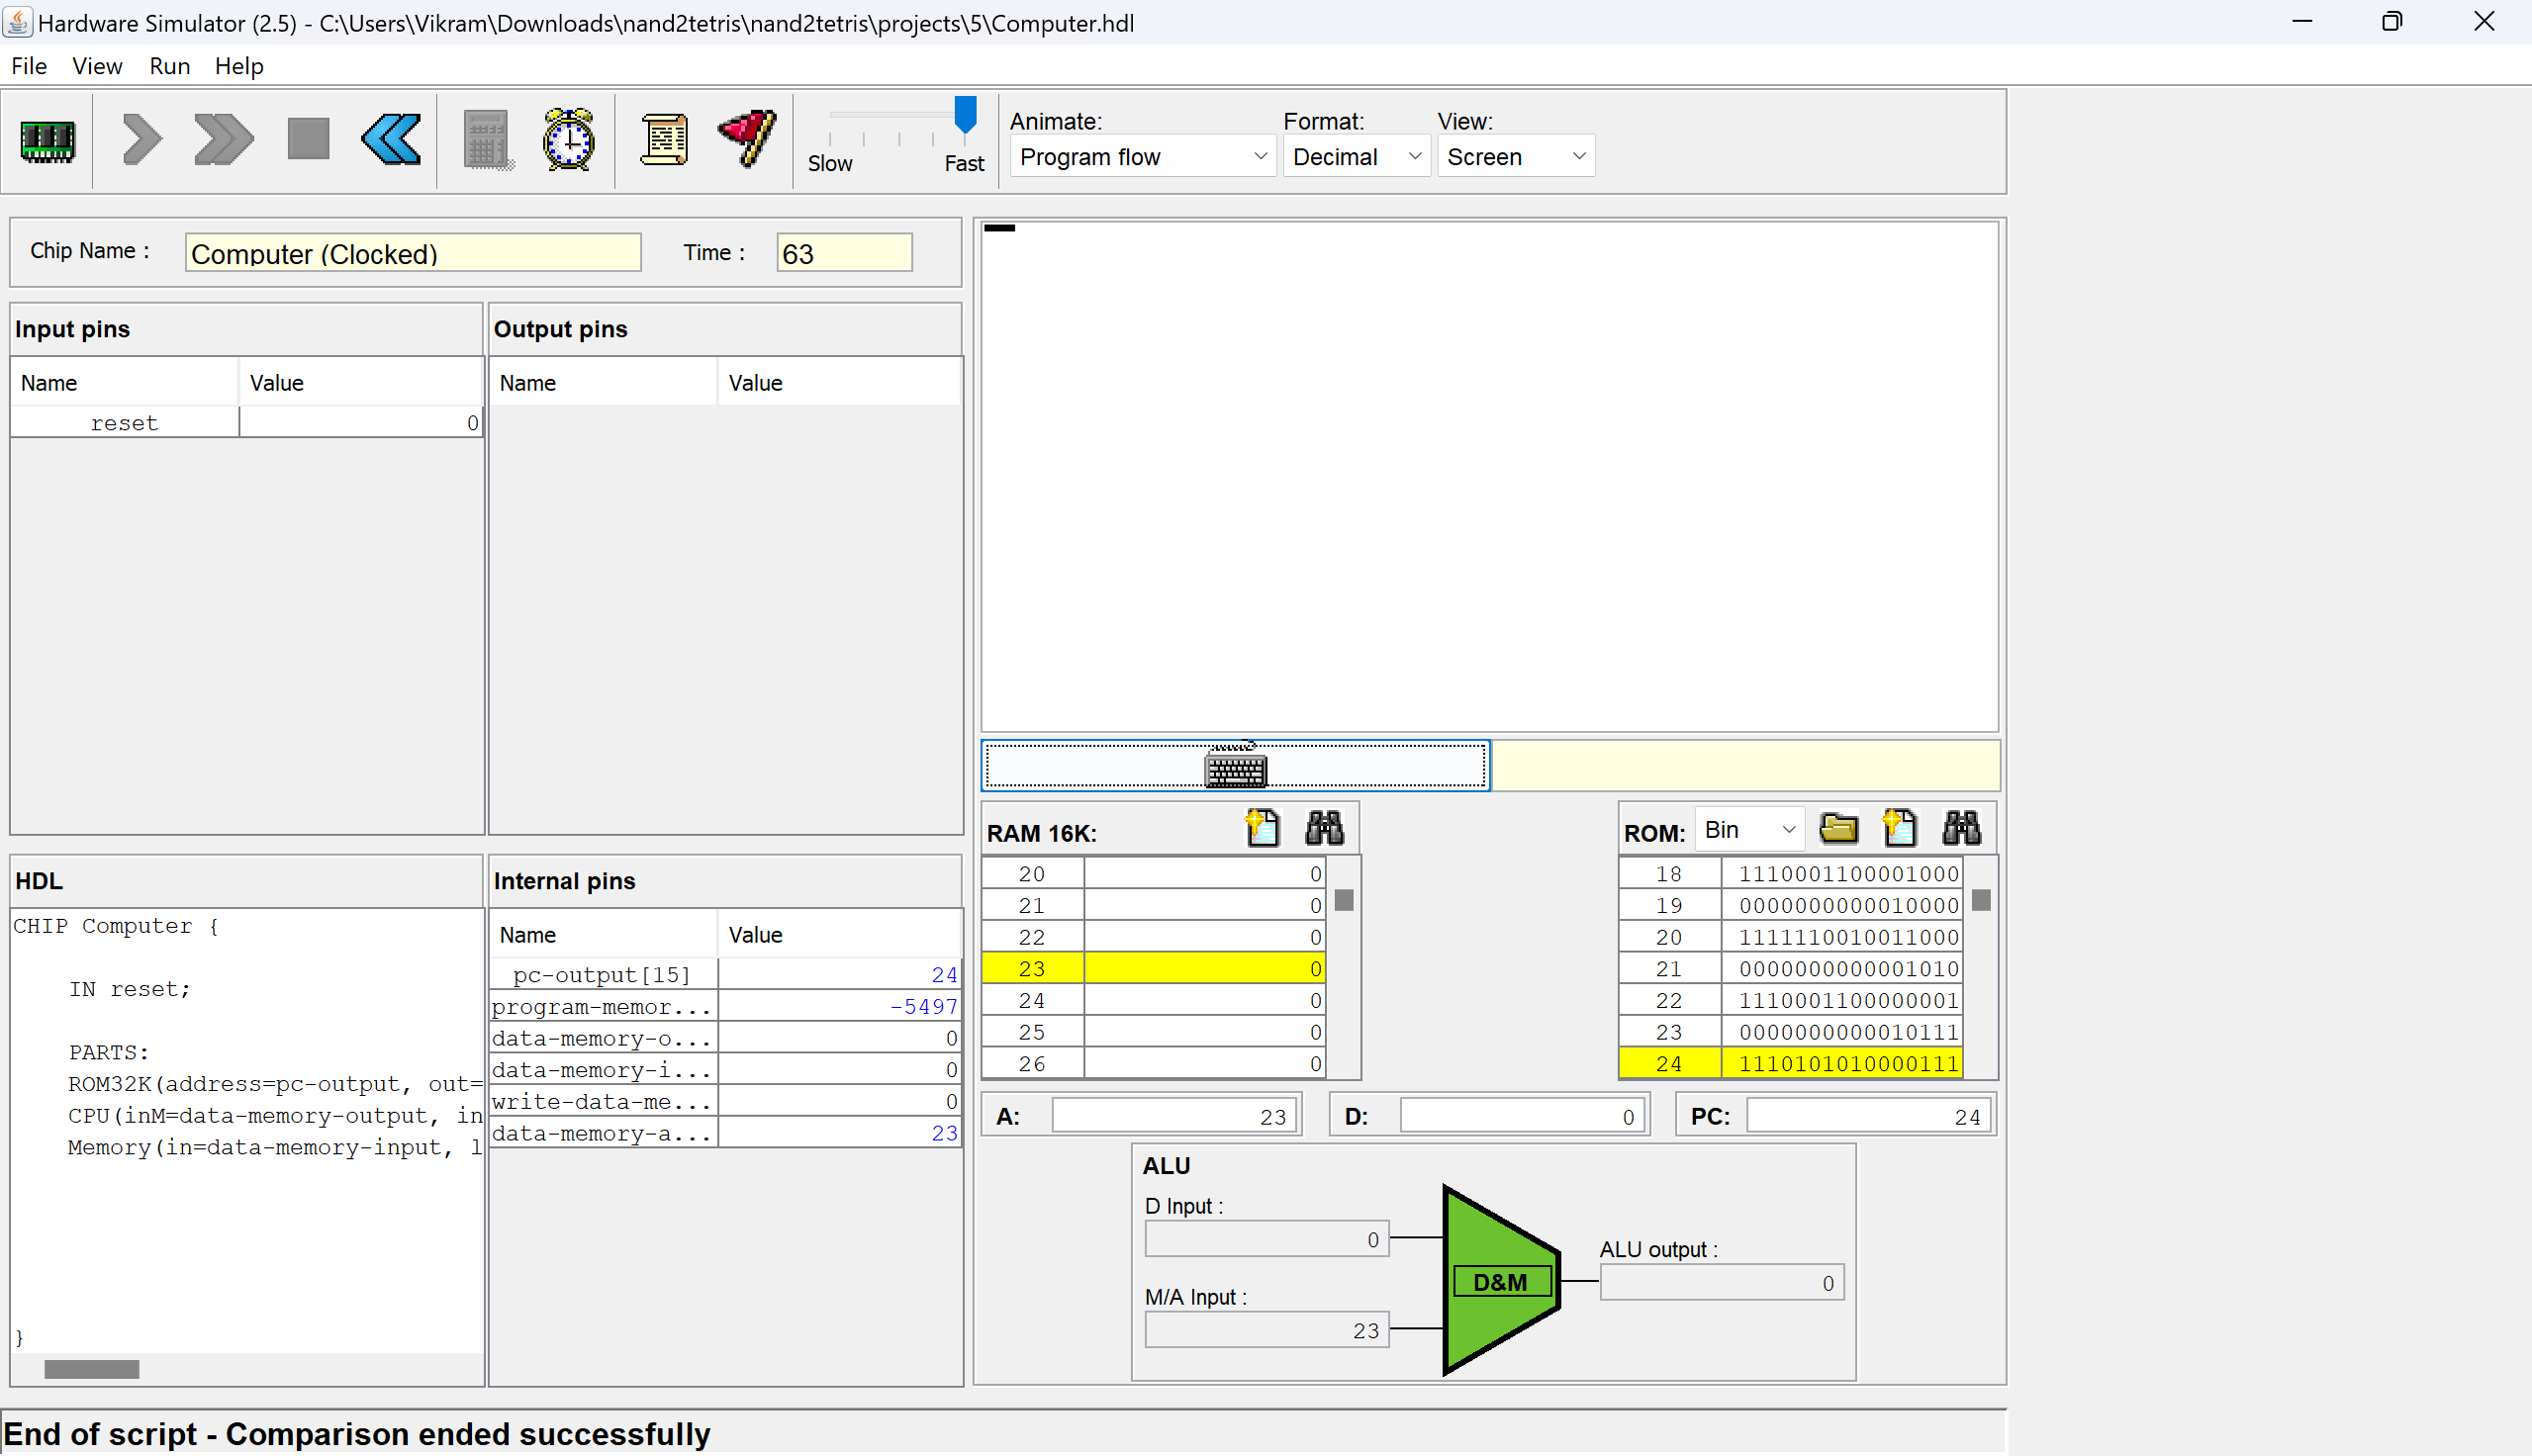 Hardware Simulator (2.5) - C:\Users\Vikram\Downloads\nand2tetris\nand2tetris\projects\5\Computer.hdl
File View Run Help
Slow Fast
Animate: Format: View:
Program flow Decimal Screen
Chip Name : Computer (Clocked) Time : 63
Input pins
Name Value
reset 0
Output pins
Name Value
HDL
CHIP Computer {
IN reset;
PARTS:
ROM32K(address=pc-output, out=
CPU(inM=data-memory-output, in
Memory(in=data-memory-input, l
}
Internal pins
Name Value
pc-output[15] 24
program-memor... -5497
data-memory-o... 0
data-memory-i... 0
write-data-me... 0
data-memory-a... 23
RAM 16K:
20 0
21 0
22 0
23 0
24 0
25 0
26 0
ROM: Bin
18 1110001100001000
19 0000000000010000
20 1111110010011000
21 0000000000001010
22 1110001100000001
23 0000000000010111
24 1110101010000111
A: 23 D: 0 PC: 24
ALU
D Input :
0
M/A Input :
23
D&M
ALU output :
0
End of script - Comparison ended successfully